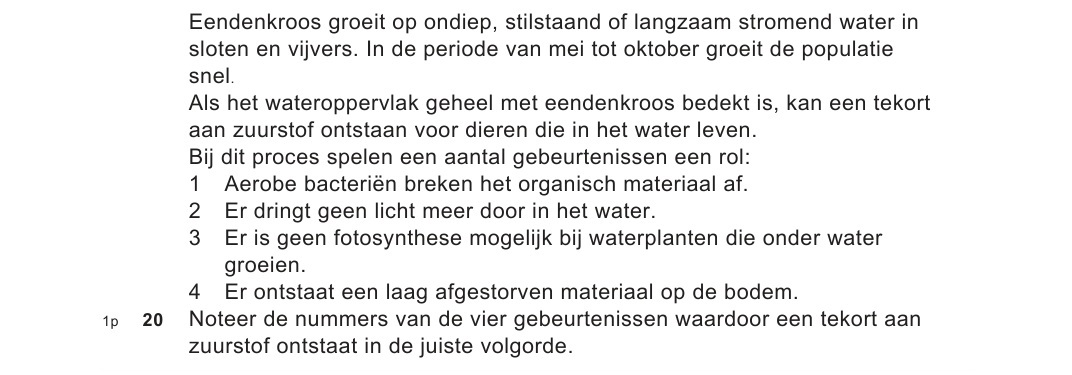 Eendenkroos groeit op ondiep, stilstaand of langzaam stromend water in
sloten en vijvers. In de periode van mei tot oktober groeit de populatie
snel.
Als het wateroppervlak geheel met eendenkroos bedekt is, kan een tekort
aan zuurstof ontstaan voor dieren die in het water leven.
Bij dit proces spelen een aantal gebeurtenissen een rol:
1 Aerobe bacteriën breken het organisch materiaal af.
2 Er dringt geen licht meer door in het water.
3 Er is geen fotosynthese mogelijk bij waterplanten die onder water
groeien.
4 Er ontstaat een laag afgestorven materiaal op de bodem.
1p 20 Noteer de nummers van de vier gebeurtenissen waardoor een tekort aan
zuurstof ontstaat in de juiste volgorde.